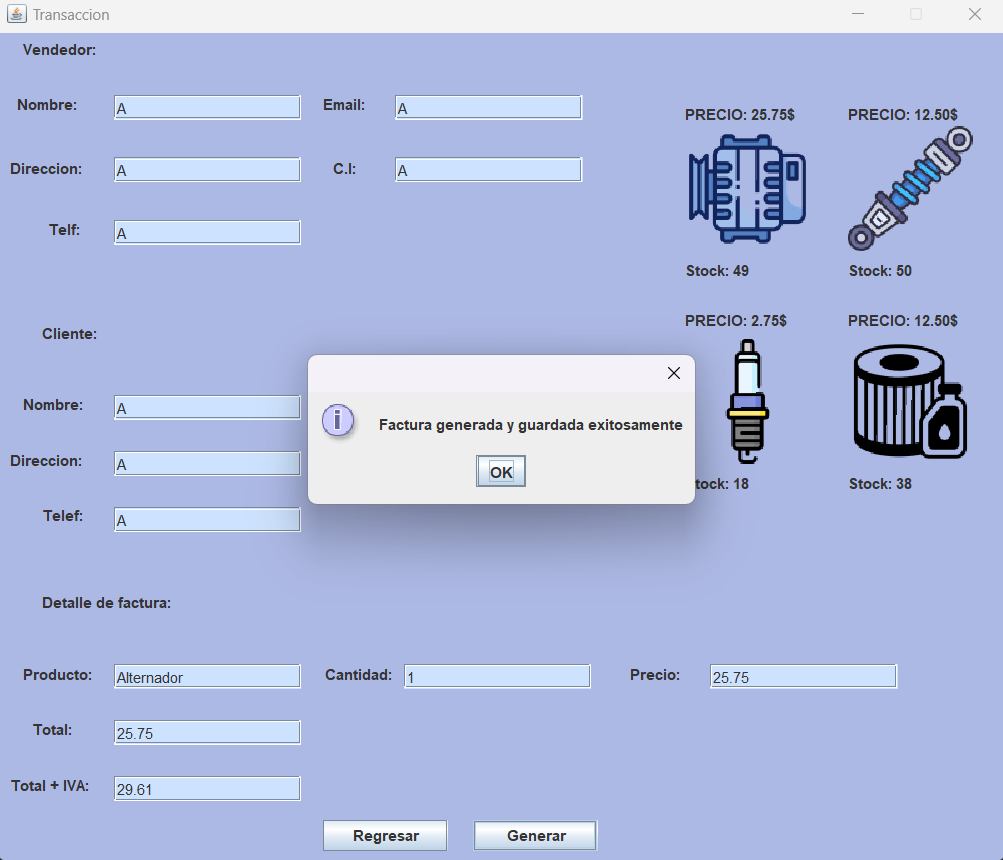 Transaccion
Vendedor:
Nombre: A Email: A
Direccion: A C.I: A
Telf: A
PRECIO: 25.75$ PRECIO: 12.50$
Stock: 49 Stock: 50
PRECIO: 2.75$ PRECIO: 12.50$
tock: 18 Stock: 38
Cliente:
Nombre: A
Direccion: A
Telef: A
i
Factura generada y guardada exitosamente
OK
Detalle de factura:
Producto: Alternador Cantidad: 1 Precio: 25.75
Total: 25.75
Total + IVA: 29.61
Regresar Generar